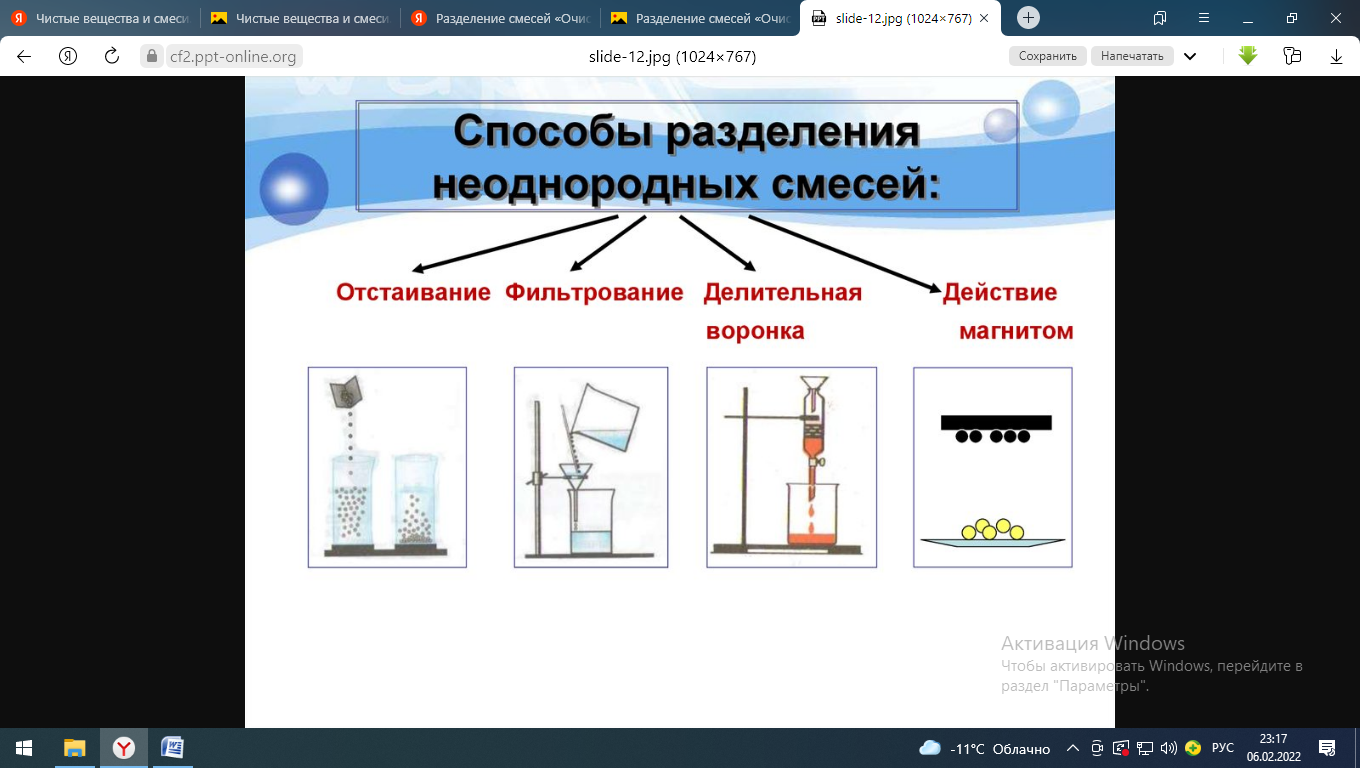 Чистые вещества и смеси
Чистые вещества и смеси.
Разделение смесей «Очис
Разделение смесей «Очис
slide-12.jpg (1024×767)
cf2.ppt-online.org
slide-12.jpg (1024×767)
Сохранить
Напечатать
Способы разделения
неоднородных смесей:
Отстаивание Фильтрование Делительная Действие
воронка магнитом
Активация Windows
Чтобы активировать Windows, перейдите в
раздел "Параметры".
-11°C Облачно
РУС
23:17
06.02.2022